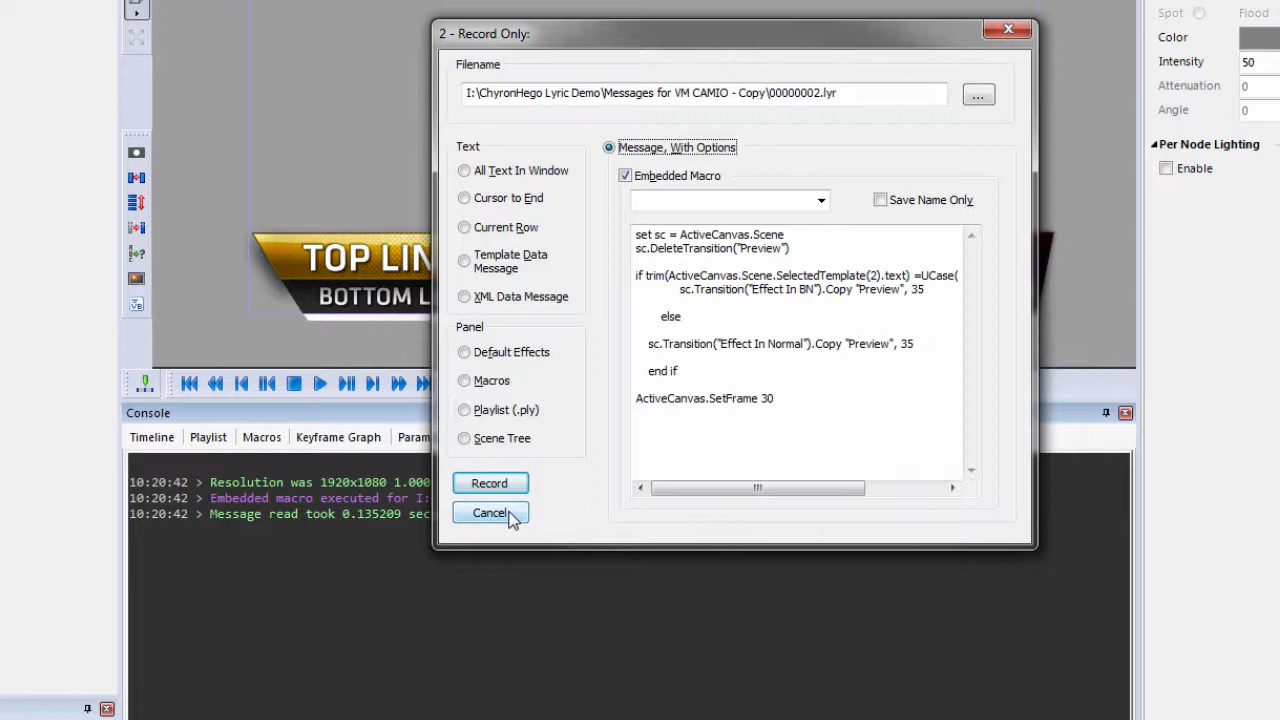 2 - Record Only:
Filename
I:\ChyronHego Lyric Demo\Messages for VM CAMIO - Copy\00000002.lyr
...
Text
All Text In Window
Cursor to End
Current Row
Template Data
Message
XML Data Message
Panel
Default Effects
Macros
Playlist (.ply)
Scene Tree
Record
Cancel
Message, With Options
Embedded Macro
Save Name Only
set sc = ActiveCanvas.Scene
sc.DeleteTransition("Preview")
if trim(ActiveCanvas.Scene.SelectedTemplate(2).text) =UCase(
sc.Transition("Effect In BN").Copy "Preview", 35
else
sc.Transition("Effect In Normal").Copy "Preview", 35
end if
ActiveCanvas.SetFrame 30
Spot Flood
Color
Intensity 50
Attenuation 0
Angle 0
Per Node Lighting
Enable
TOP LIN
BOTTOM L
VB
Console
Timeline Playlist Macros Keyframe Graph Param
10:20:42 > Resolution was 1920x1080 1.000
10:20:42 > Embedded macro executed for I:
10:20:42 > Message read took 0.135209 sec